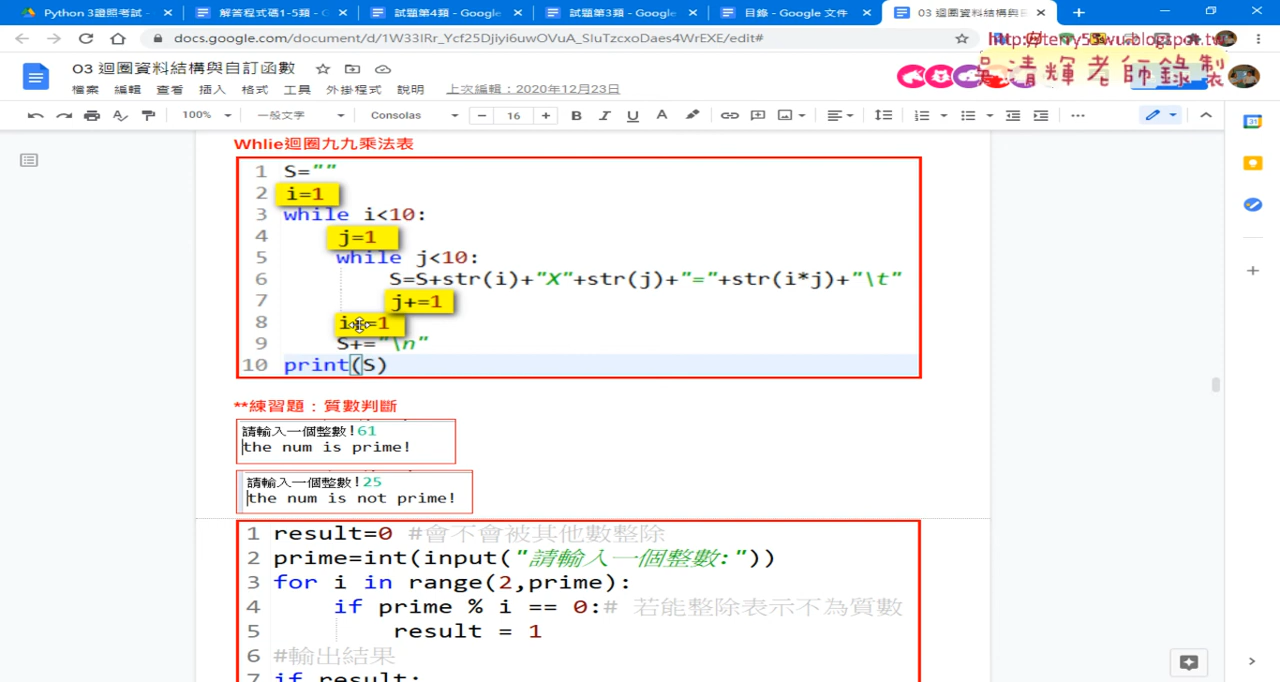 Python 3證照考試 -
解答程式碼1-5類 - G
試題第4類 - Google
試題第3類 - Google
目錄 - Google 文件
03 迴圈資料結構與自
docs.google.com/document/d/1W33lRr_Ycf25Djiyi6uwOVuA_SIuTzcxoDaes4WrEXE/edit#
http://terry55wu.blogspot.tw
吳清輝老師錄製
03 迴圈資料結構與自訂函數
檔案 編輯 查看 插入 格式 工具 外掛程式 說明 上次編輯：2020年12月23日
100% 一般文字 Consolas 16
Whlie迴圈九九乘法表
1 S=""
2 i=1
3 while i<10:
4 j=1
5 while j<10:
6 S=S+str(i)+"X"+str(j)+"="+str(i*j)+"\t"
7 j+=1
8 i+=1
9 S+="\n"
10 print(S)
**練習題：質數判斷
請輸入一個整數!61
the num is prime!
請輸入一個整數!25
the num is not prime!
1 result=0 #會不會被其他數整除
2 prime=int(input("請輸入一個整數:"))
3 for i in range(2,prime):
4 if prime % i == 0:# 若能整除表示不為質數
5 result = 1
6 #輸出結果
7 if result: